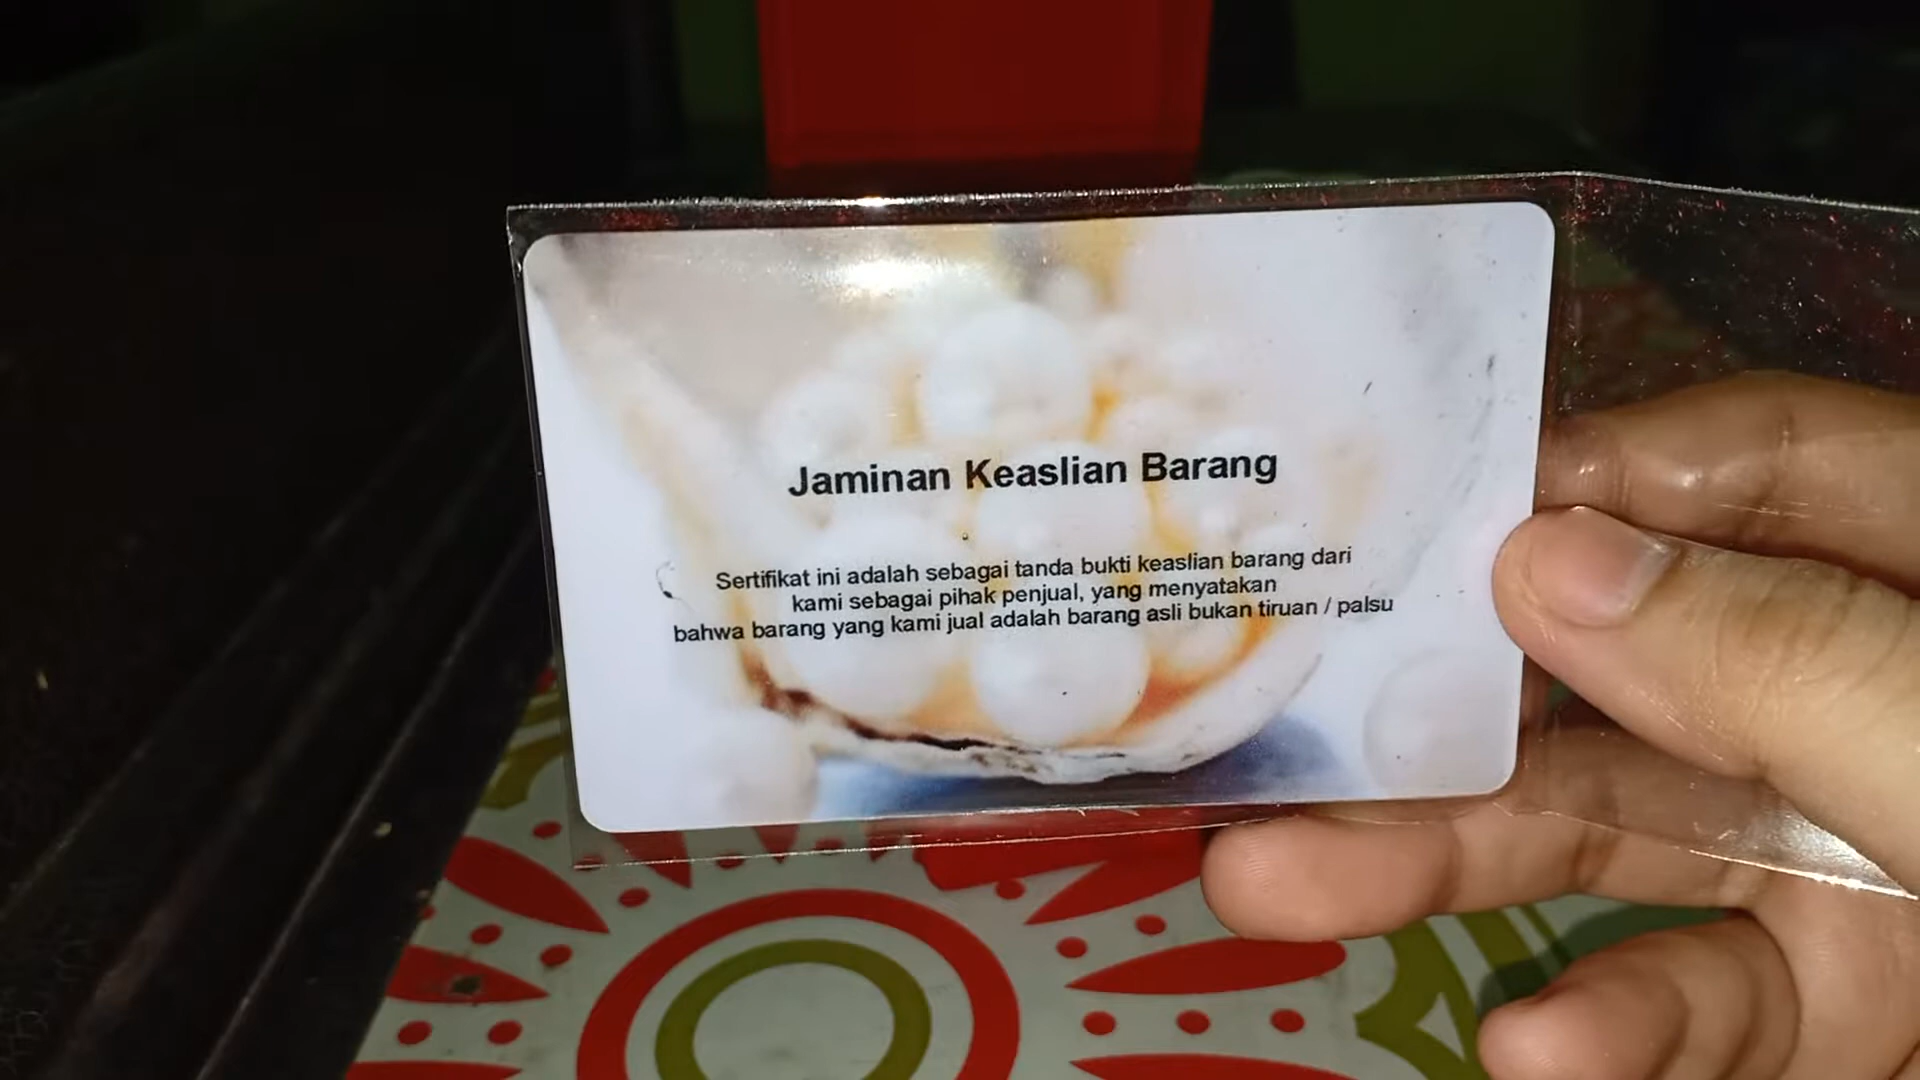 Jaminan Keaslian Barang
Sertifikat ini adalah sebagai tanda bukti keaslian barang dari
kami sebagai pihak penjual, yang menyatakan
bahwa barang yang kami jual adalah barang asli bukan tiruan / palsu